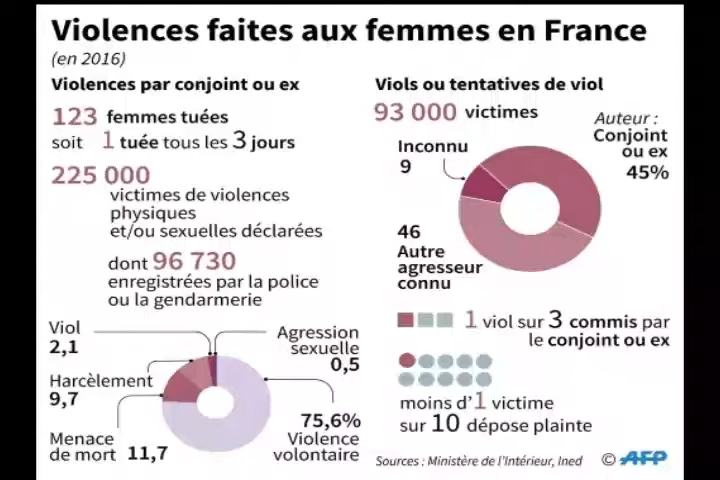 Violences faites aux femmes en France
(en 2016)
Violences par conjoint ou ex
123 femmes tuées
soit 1 tuée tous les 3 jours
225 000
victimes de violences
physiques
et/ou sexuelles déclarées
dont 96 730
enregistrées par la police
ou la gendarmerie
Viol
2,1
Agression
sexuelle
0,5
Harcèlement
9,7
75,6%
Violence
volontaire
Menace
de mort 11,7
Viols ou tentatives de viol
93 000 victimes
Auteur :
Conjoint
ou ex
45%
Inconnu
9
46
Autre
agresseur
connu
1 viol sur 3 commis par
le conjoint ou ex
moins d'1 victime
sur 10 dépose plainte
Sources : Ministère de l'Intérieur, Ined
© AFP